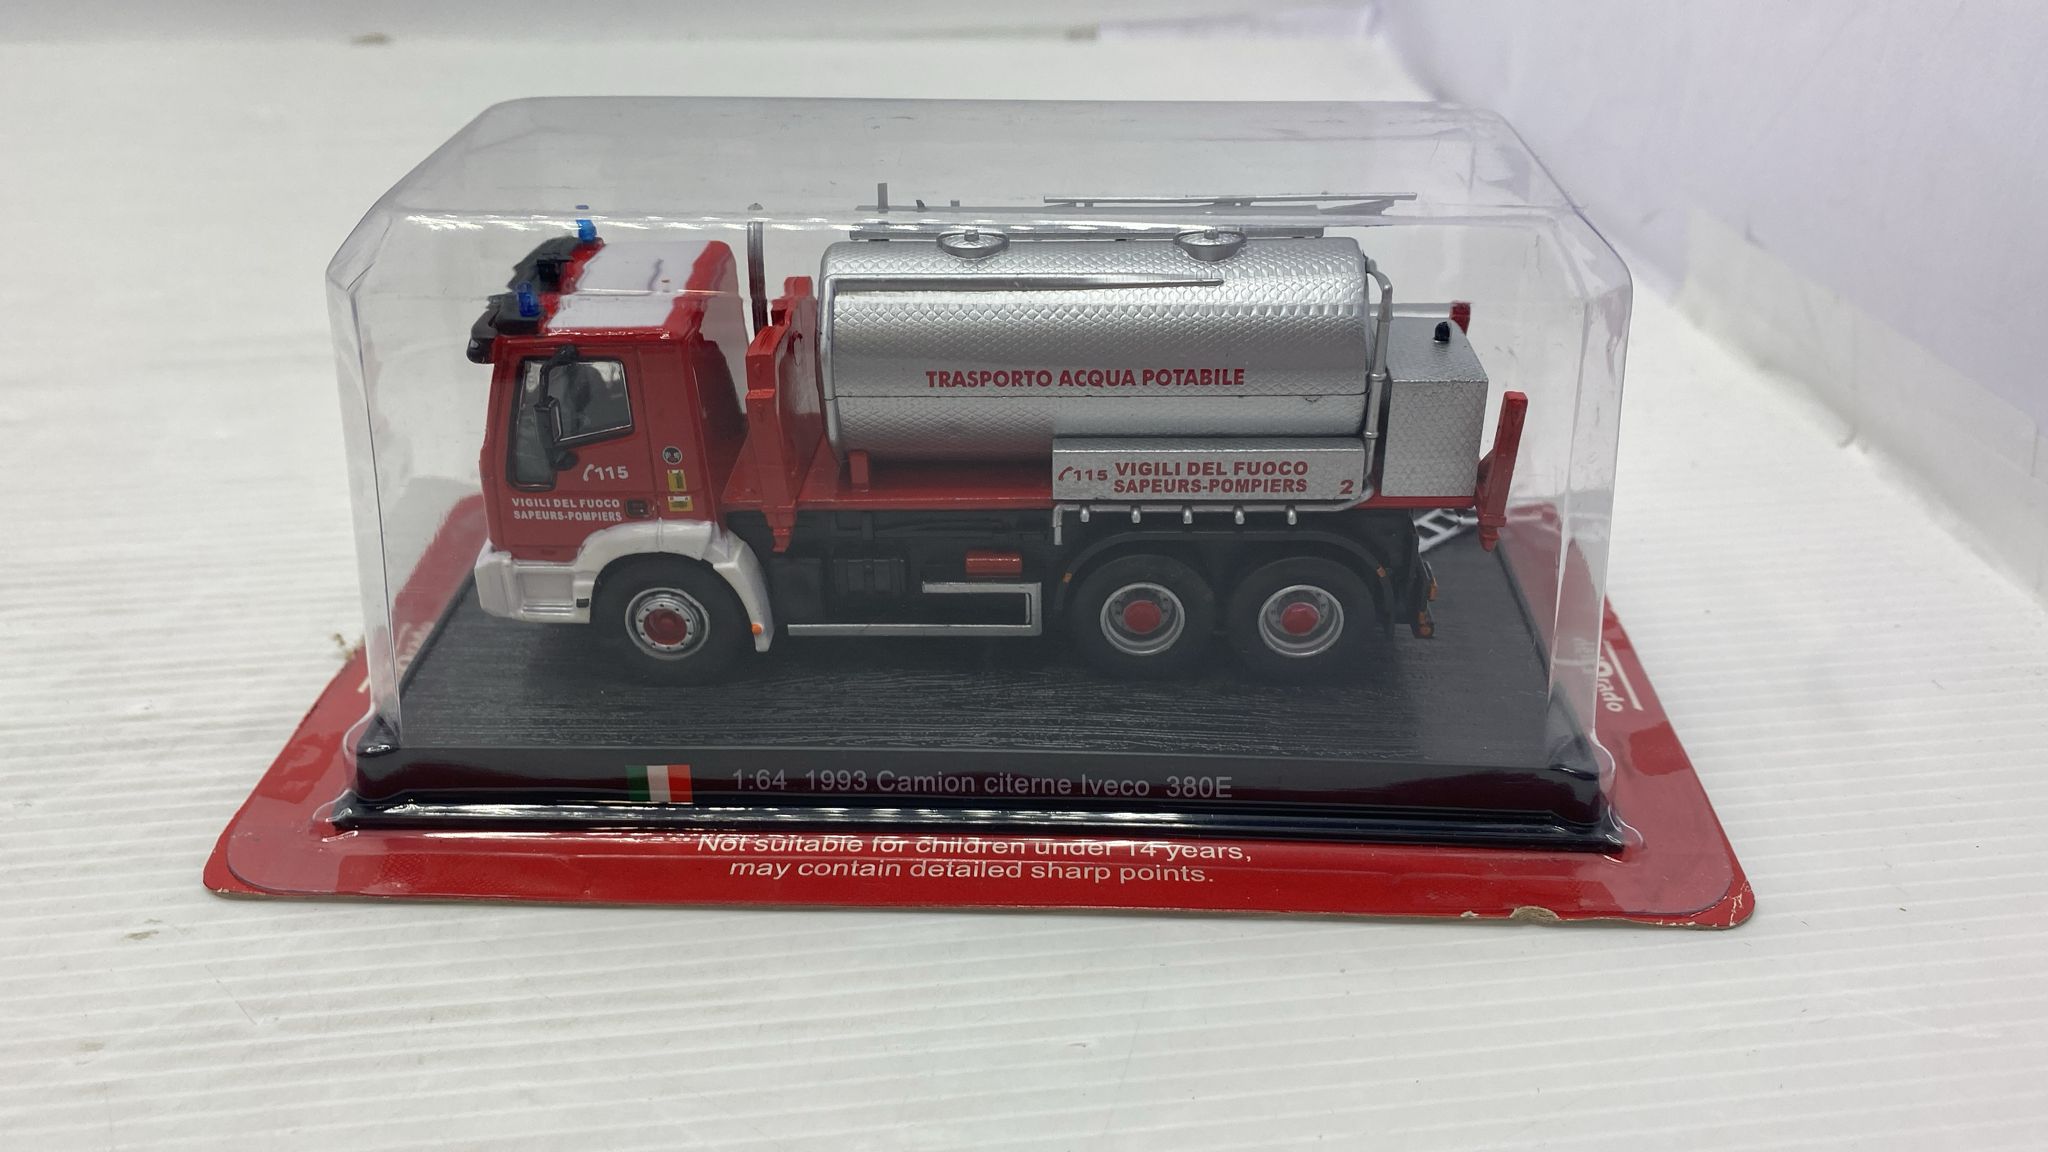 TRASPORTO ACQUA POTABILE
115
VIGILI DEL FUOCO
SAPEURS-POMPIERS
115 VIGILI DEL FUOCO
SAPEURS-POMPIERS 2
1:64 1993 Camion citerne Iveco 380E
Not suitable for children under 14 years,
may contain detailed sharp points.